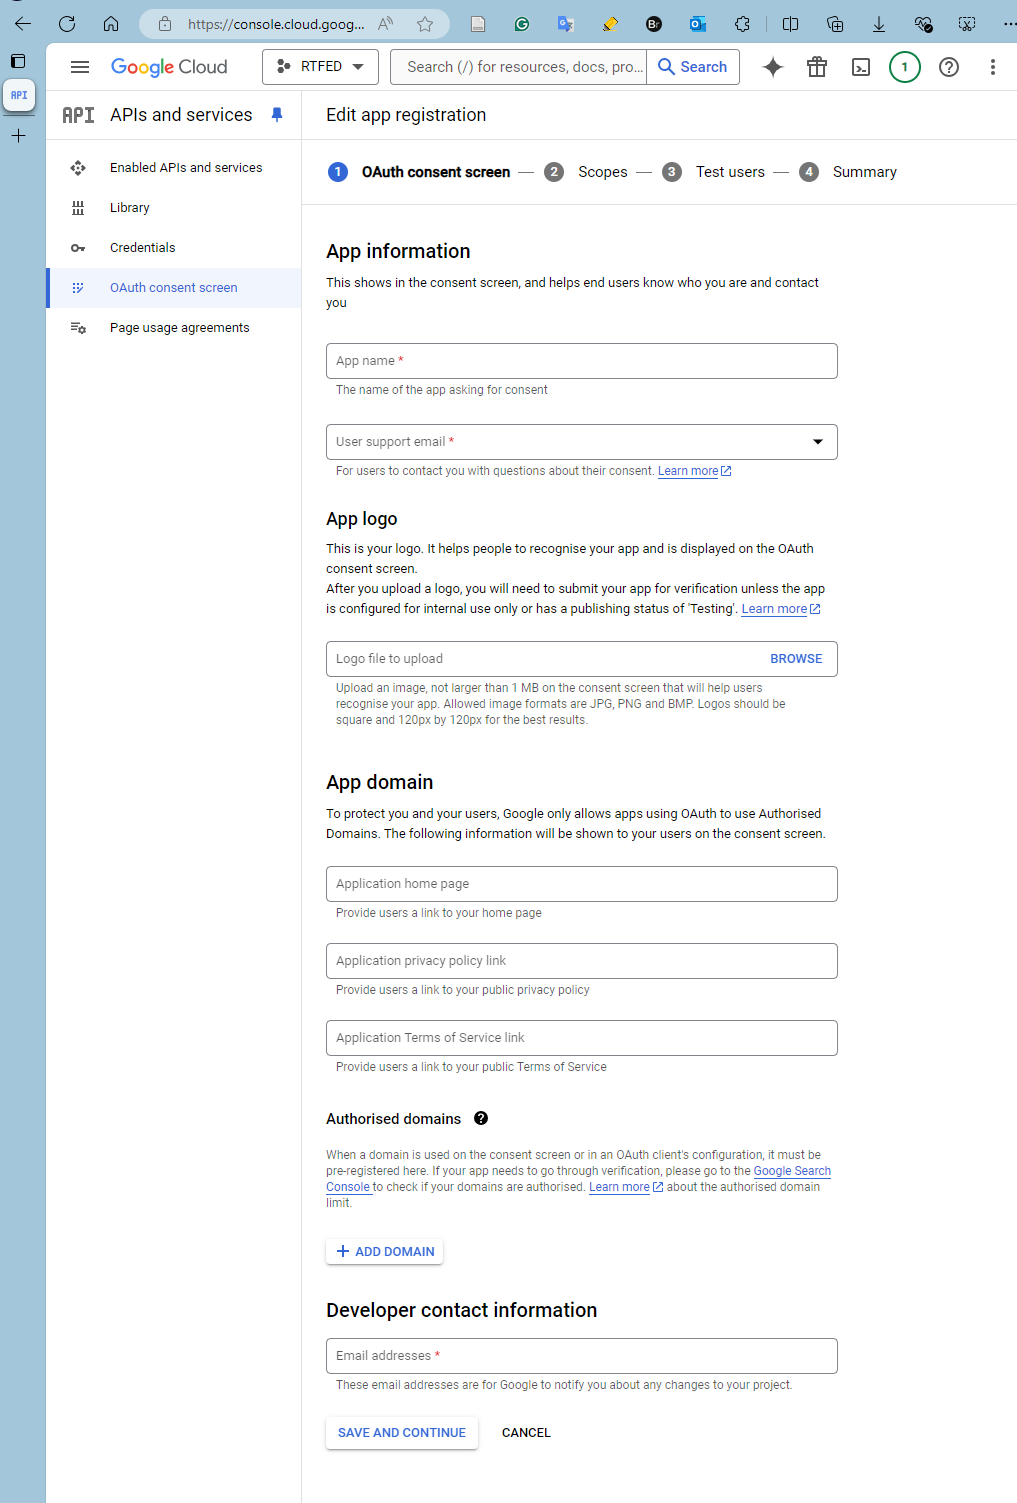 https://console.cloud.goog...
Google Cloud
RTFED
Search (/) for resources, docs, pro...
Search
1
API
API APIs and services
Edit app registration
Enabled APIs and services
Library
Credentials
OAuth consent screen
Page usage agreements
1 OAuth consent screen — 2 Scopes — 3 Test users — 4 Summary
App information
This shows in the consent screen, and helps end users know who you are and contact
you
App name *
The name of the app asking for consent
User support email *
For users to contact you with questions about their consent. Learn more
App logo
This is your logo. It helps people to recognise your app and is displayed on the OAuth
consent screen.
After you upload a logo, you will need to submit your app for verification unless the app
is configured for internal use only or has a publishing status of 'Testing'. Learn more
Logo file to upload BROWSE
Upload an image, not larger than 1 MB on the consent screen that will help users
recognise your app. Allowed image formats are JPG, PNG and BMP. Logos should be
square and 120px by 120px for the best results.
App domain
To protect you and your users, Google only allows apps using OAuth to use Authorised
Domains. The following information will be shown to your users on the consent screen.
Application home page
Provide users a link to your home page
Application privacy policy link
Provide users a link to your public privacy policy
Application Terms of Service link
Provide users a link to your public Terms of Service
Authorised domains
When a domain is used on the consent screen or in an OAuth client's configuration, it must be
pre-registered here. If your app needs to go through verification, please go to the Google Search
Console to check if your domains are authorised. Learn more about the authorised domain
limit.
+ ADD DOMAIN
Developer contact information
Email addresses *
These email addresses are for Google to notify you about any changes to your project.
SAVE AND CONTINUE CANCEL